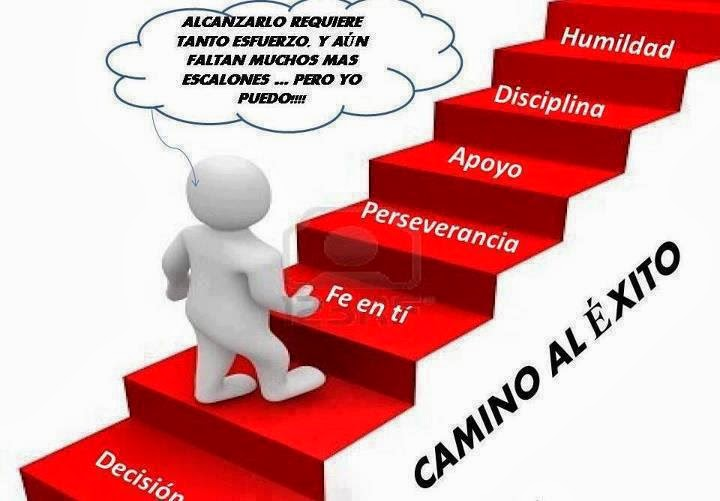 ALCANZARLO REQUIERE
TANTO ESFUERZO, Y AÚN
FALTAN MUCHOS MAS
ESCALONES ... PERO YO
PUEDO!!!!
Humildad
Disciplina
Apoyo
Perseverancia
Fe en tí
Decisión
CAMINO AL ÉXITO